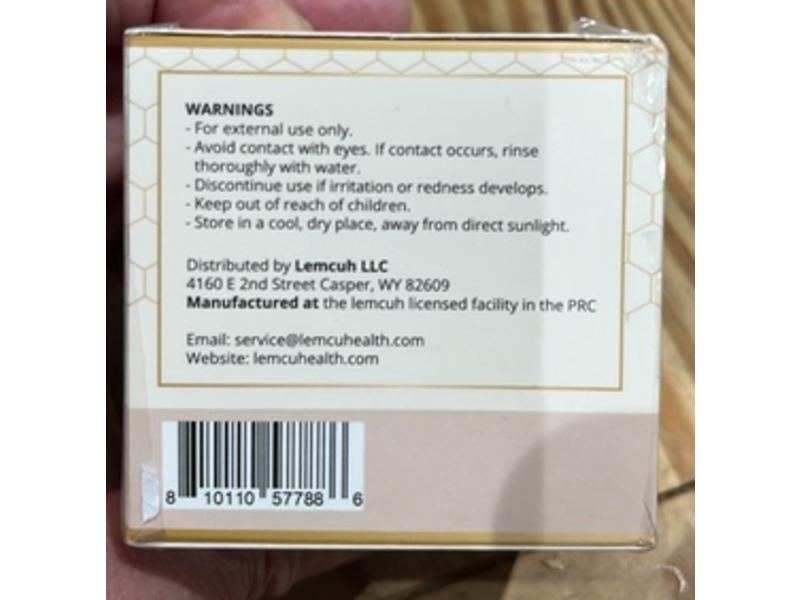 WARNINGS
- For external use only.
- Avoid contact with eyes. If contact occurs, rinse
thoroughly with water.
- Discontinue use if irritation or redness develops.
- Keep out of reach of children.
- Store in a cool, dry place, away from direct sunlight.
Distributed by Lemcuh LLC
4160 E 2nd Street Casper, WY 82609
Manufactured at the lemcuh licensed facility in the PRC
Email: service@lemcuhealth.com
Website: lemcuhealth.com
8 10110 57788 6